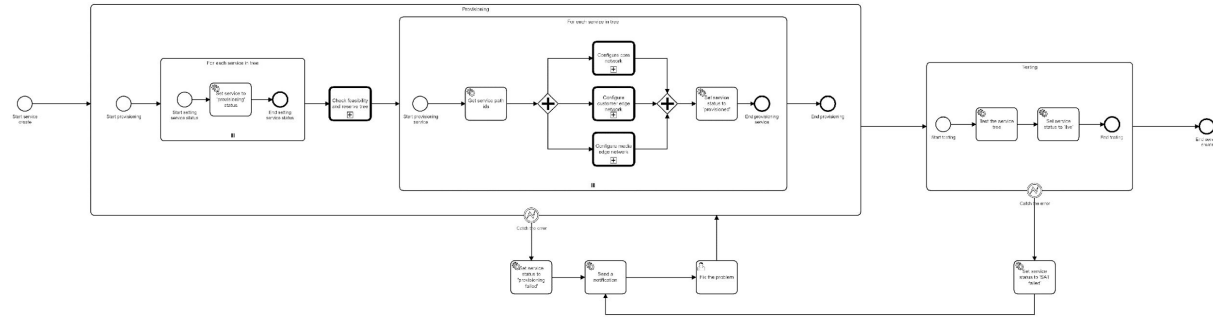 Provisioning
For each service in tree
For each service in tree
Testing
Start service
create
Start provisioning
Start setting
service status
Set service to
'provisioning'
status
End setting
service status
Check feasibility
and reserve tree
Start provisioning
service
Get service path
ids
Configure core
network
Configure
customer edge
network
Configure media
edge network
Set service
status to
'provisioned'
End provisioning
service
End provisioning
Start testing
Test the service
tree
Set service
status to 'live'
End testing
End service
create
Catch the error
Catch the error
Set service
status to
'provisioning
failed'
Send a
notification
Fix the problem
Set service
status to 'SAT
failed'